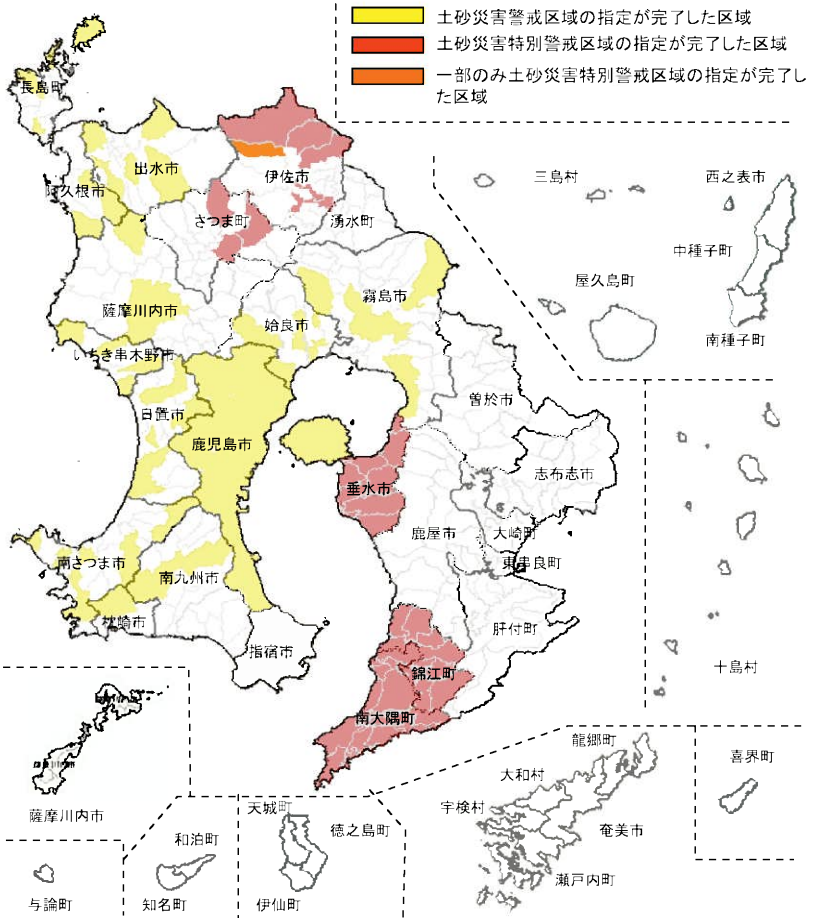 土砂災害警戒区域の指定が完了した区域
土砂災害特別警戒区域の指定が完了した区域
一部のみ土砂災害特別警戒区域の指定が完了し
た区域
長島町
出水市
阿久根市
伊佐市
さつま町
湧水町
三島村
西之表市
中種子町
屋久島町
南種子町
霧島市
薩摩川内市
姶良市
いちき串木野市
日置市
曽於市
鹿児島市
志布志市
垂水市
鹿屋市
大崎町
東串良町
南さつま市
南九州市
枕崎市
肝付町
指宿市
錦江町
十島村
南大隅町
薩摩川内市
龍郷町
喜界町
大和村
宇検村
奄美市
瀬戸内町
天城町
徳之島町
和泊町
与論町
知名町
伊仙町